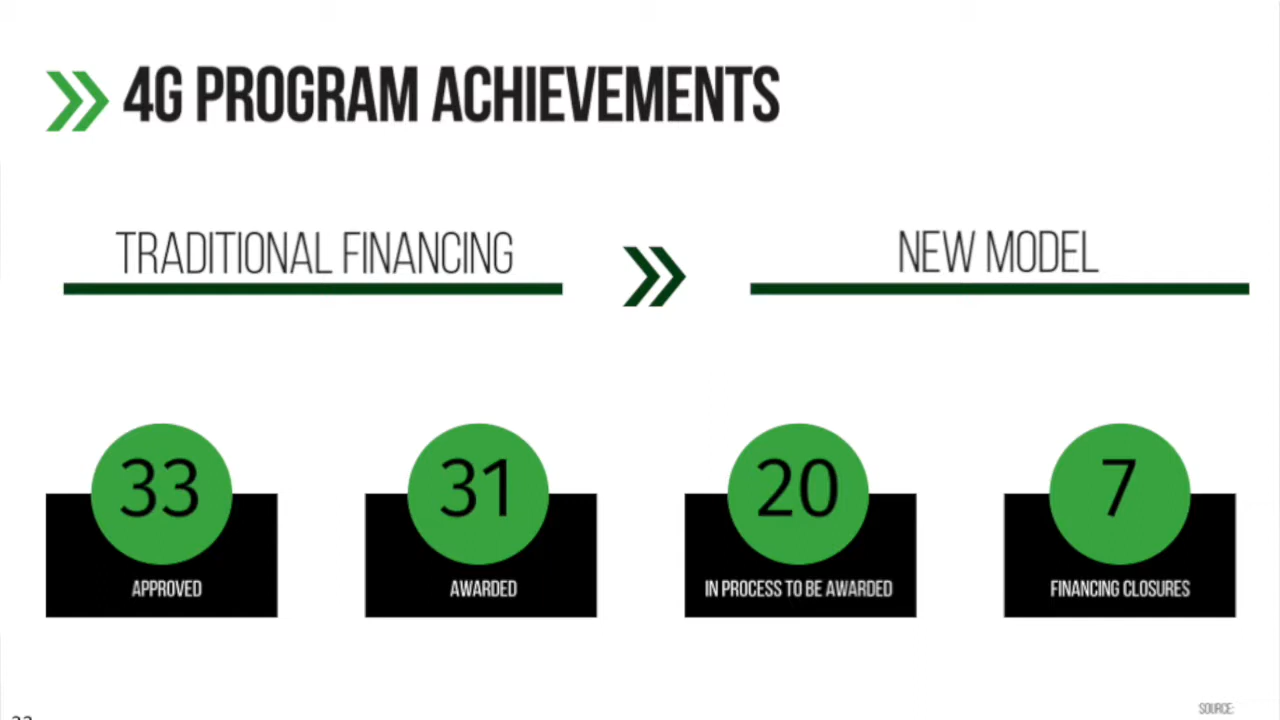 4G PROGRAM ACHIEVEMENTS
TRADITIONAL FINANCING
NEW MODEL
33
APPROVED
31
AWARDED
20
IN PROCESS TO BE AWARDED
7
FINANCING CLOSURES
SOURCE: